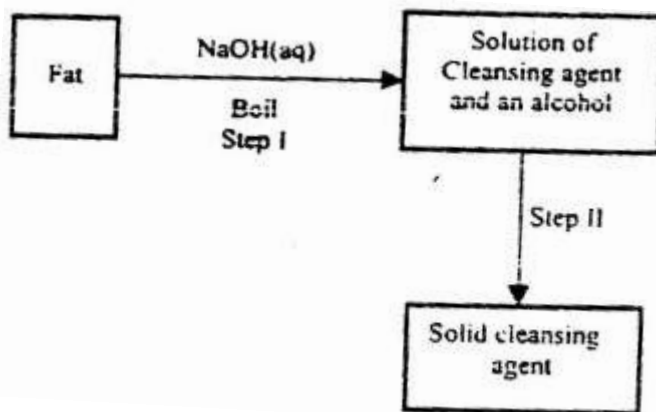 Fat
NaOH(aq)
Boil
Step I
Solution of
Cleansing agent
and an alcohol
Step II
Solid cleansing
agent